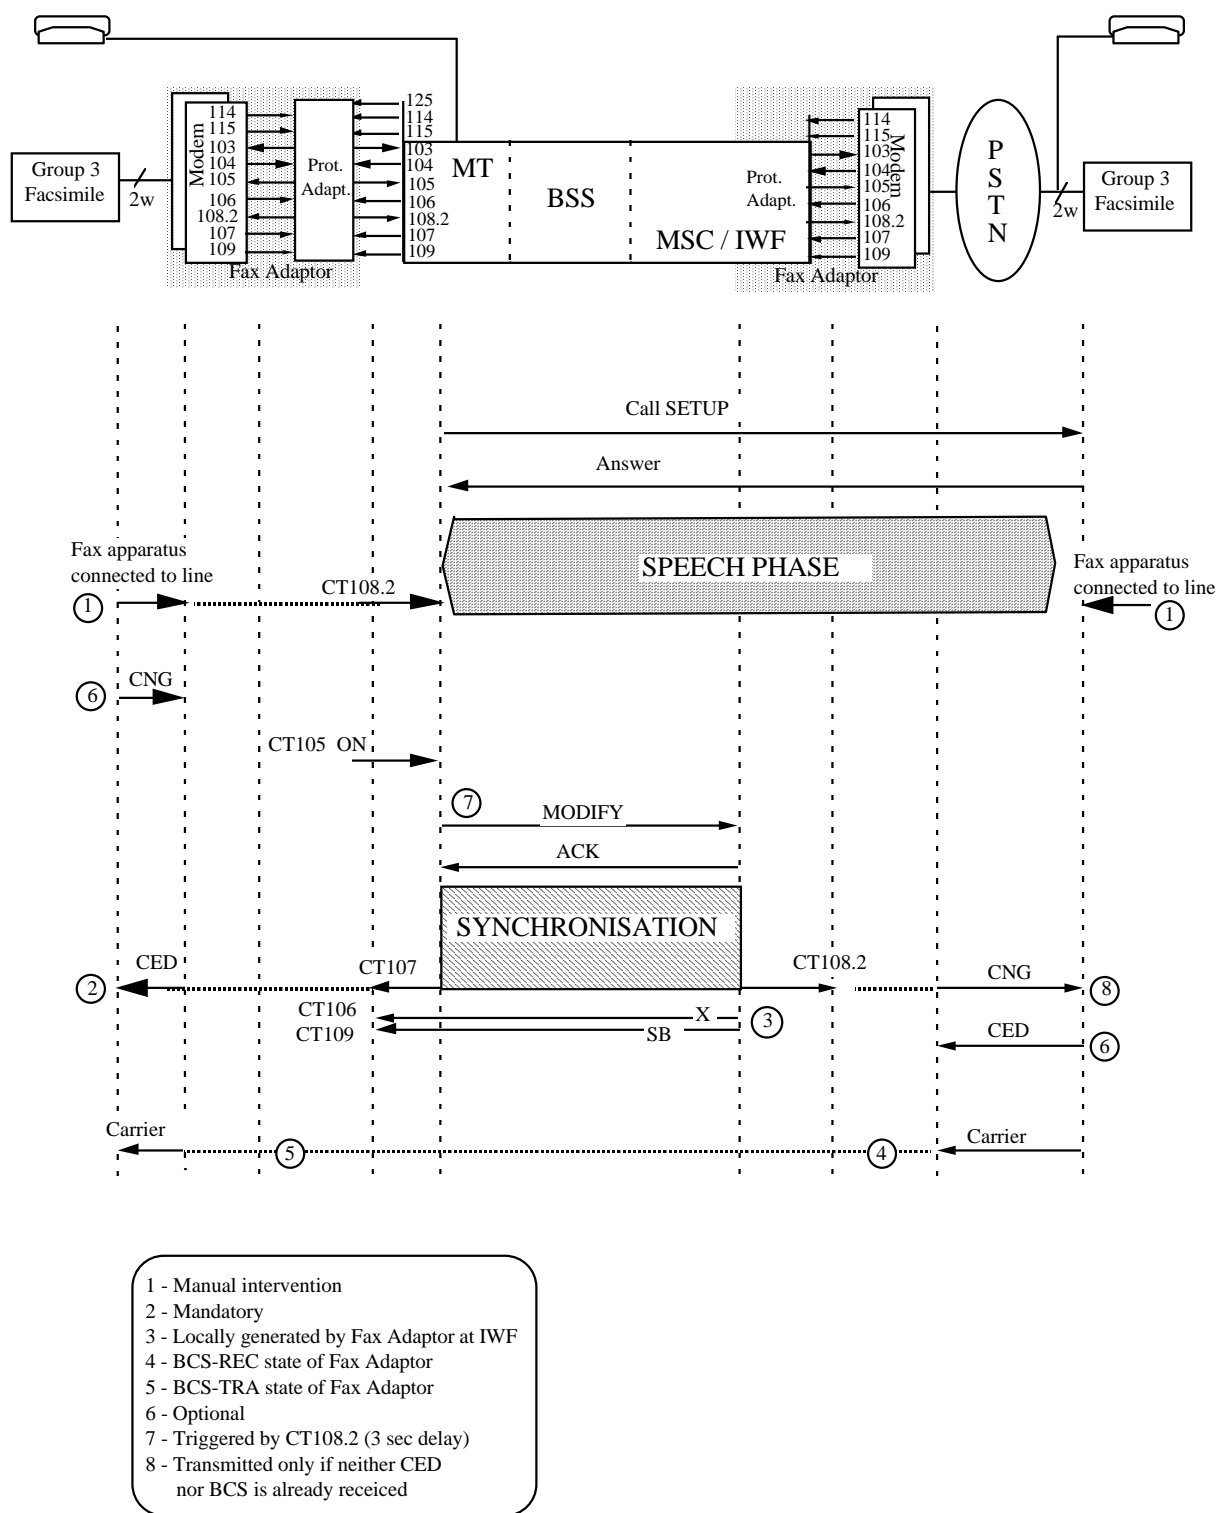 125
114
114
114
115
115
115
103
103
103
104
104
104
105
105
105
106
106
106
108.2
108.2
108.2
107
107
107
109
109
109
Modem
Modem
Group 3
Facsimile
2w
Prot.
Adapt.
MT
BSS
MSC / IWF
Prot.
Adapt.
P
S
T
N
2w
Group 3
Facsimile
Fax Adaptor
Fax Adaptor
Call SETUP
Answer
SPEECH PHASE
Fax apparatus
connected to line
1
CT108.2
Fax apparatus
connected to line
1
6
CNG
CT105 ON
7
MODIFY
ACK
SYNCHRONISATION
2
CED
CT107
CT108.2
CNG
8
CT106
X
3
CT109
SB
CED
6
Carrier
5
4
Carrier
1 - Manual intervention
2 - Mandatory
3 - Locally generated by Fax Adaptor at IWF
4 - BCS-REC state of Fax Adaptor
5 - BCS-TRA state of Fax Adaptor
6 - Optional
7 - Triggered by CT108.2 (3 sec delay)
8 - Transmitted only if neither CED
nor BCS is already receiced